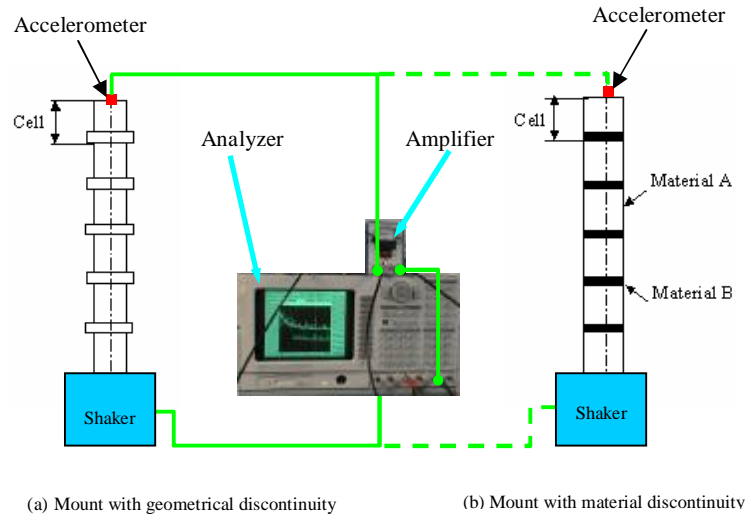 Accelerometer
Accelerometer
Cell
Cell
Analyzer
Amplifier
Material A
Material B
Shaker
Shaker
(a) Mount with geometrical discontinuity
(b) Mount with material discontinuity